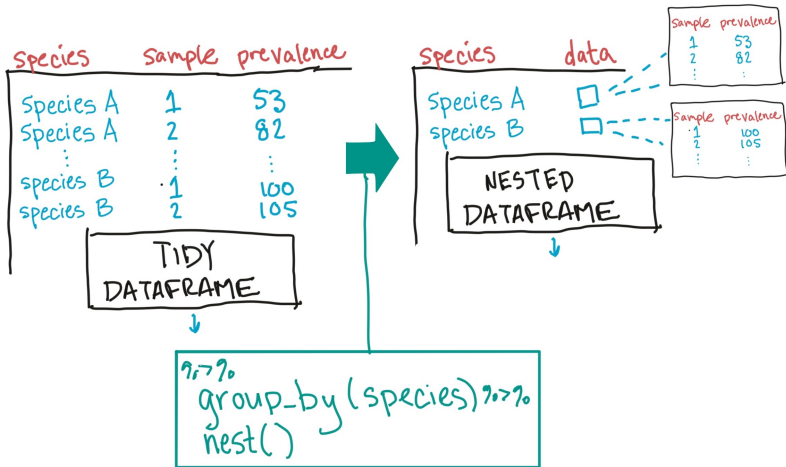 species sample prevalence
Species A 1 53
Species A 2 82
⋮ ⋮ ⋮
species B 1 100
species B 2 105
TIDY
DATAFRAME
species data
Species A
species B
NESTED
DATAFRAME
sample prevalence
1 53
2 82
⋮ ⋮
sample prevalence
1 100
2 105
⋮ ⋮
%>%
group_by(species) %>%
nest()